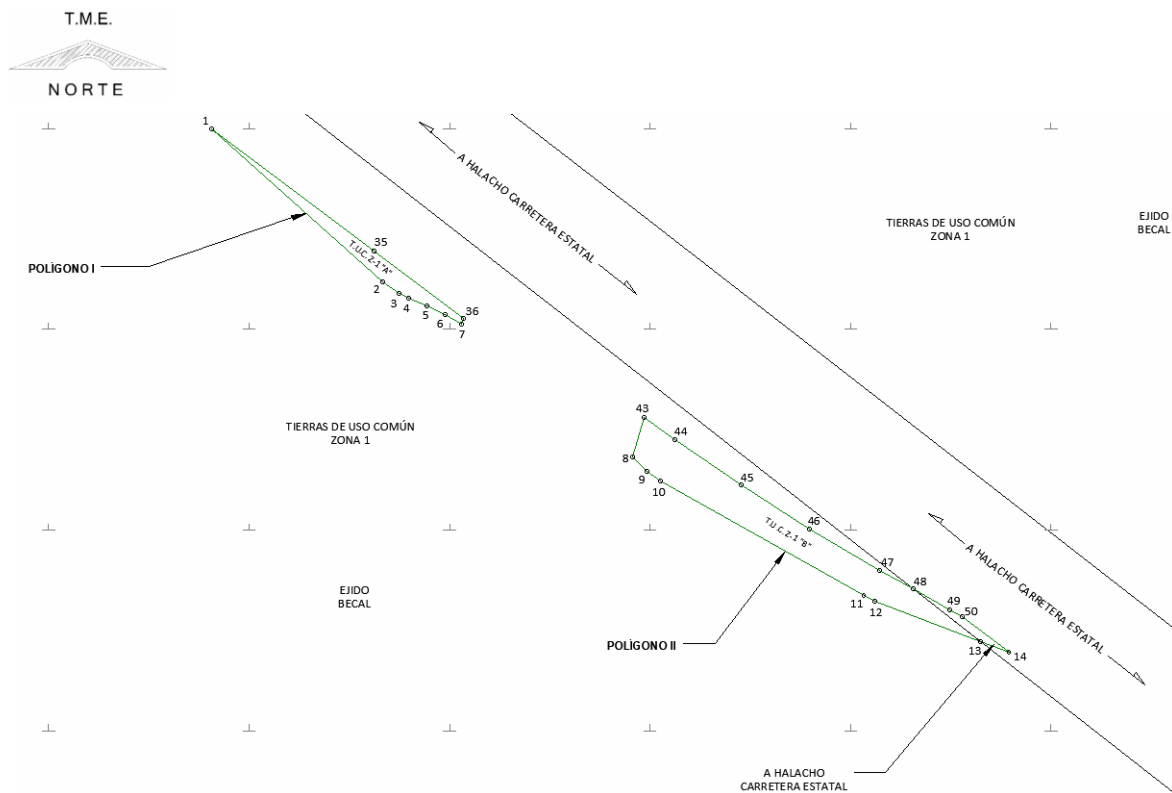 T.M.E.
NORTE
1
A HALACHO CARRETERA ESTATAL
TIERRAS DE USO COMÚN
ZONA 1
EJIDO
BECAL
35
T.U.C.Z-1"A"
POLÍGONO I
2
3
4
5
6
36
7
TIERRAS DE USO COMÚN
ZONA 1
43
44
8
9
10
45
46
T.U.C.Z-1"B"
47
48
EJIDO
BECAL
11
12
49
50
A HALACHO CARRETERA ESTATAL
POLÍGONO II
13
14
A HALACHO
CARRETERA ESTATAL